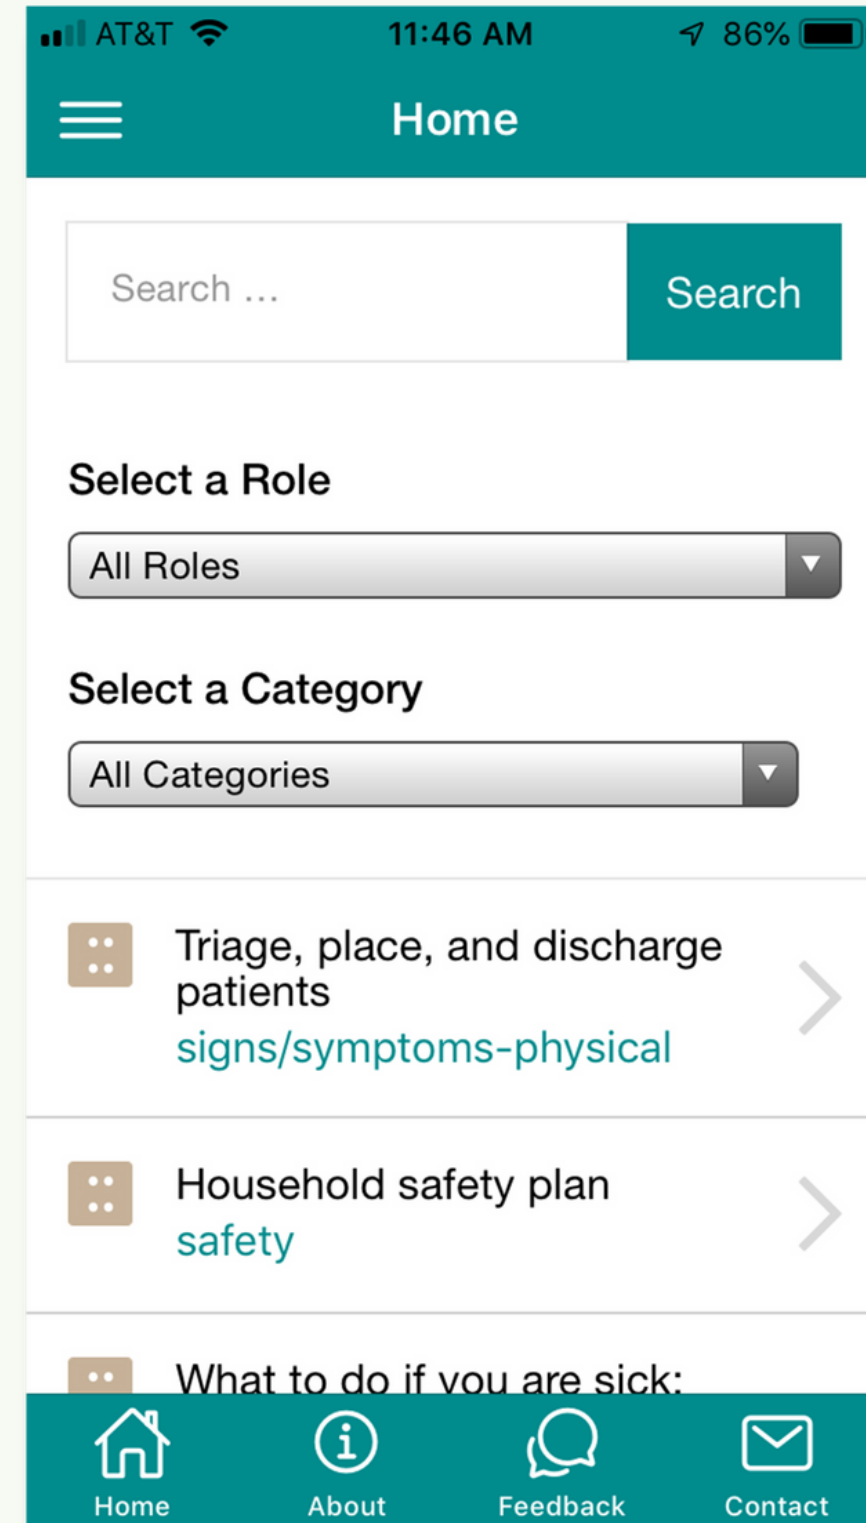 AT&T 11:46 AM 86%
Home
Search ... Search
Select a Role
All Roles
Select a Category
All Categories
Triage, place, and discharge
patients
signs/symptoms-physical
Household safety plan
safety
What to do if you are sick:
Home About Feedback Contact